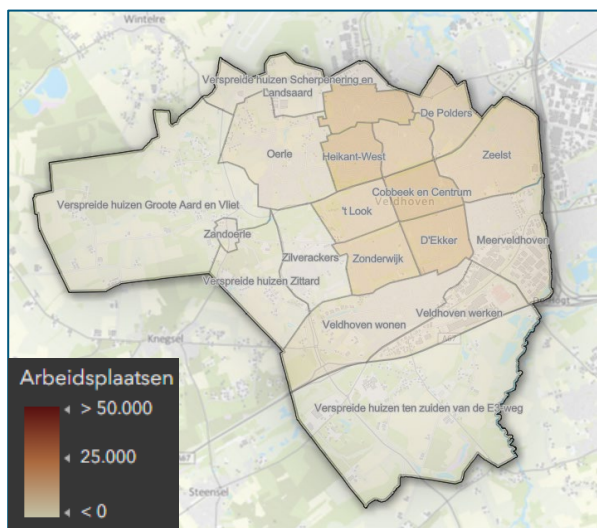 Wintelre
Verspreide huizen Scherpenering en
Landsaard
De Polders
Oerle
Heikant-West
Zeelst
Cobbeek en Centrum
Veldhoven
Verspreide huizen Groote Aard en Vliet
't Look
Zandoerle
D'Ekker
Meerveldhoven
Zilverackers
Zonderwijk
Verspreide huizen Zittard
Veldhoven werken
Veldhoven wonen
Knegsel
Verspreide huizen ten zuiden van de E3-weg
Steensel
Arbeidsplaatsen
> 50.000
25.000
< 0